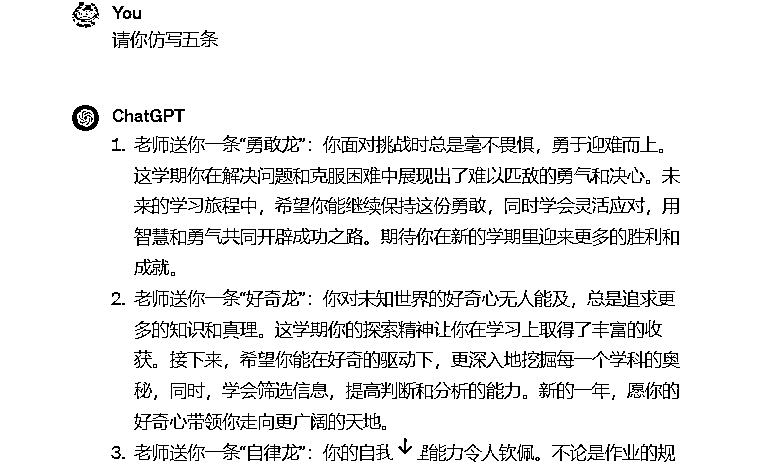 You
请你仿写五条
ChatGPT
1. 老师送你一条“勇敢龙”：你面对挑战时总是毫不畏惧，勇于迎难而上。
这学期你在解决问题和克服困难中展现出了难以匹敌的勇气和决心。未
来的学习旅程中，希望你能继续保持这份勇敢，同时学会灵活应对，用
智慧和勇气共同开辟成功之路。期待你在新的学期里迎来更多的胜利和
成就。
2. 老师送你一条“好奇龙”：你对未知世界的好奇心无人能及，总是追求更
多的知识和真理。这学期你的探索精神让你在学习上取得了丰富的收
获。接下来，希望你能在好奇的驱动下，更深入地挖掘每一个学科的奥
秘，同时，学会筛选信息，提高判断和分析的能力。新的一年，愿你的
好奇心带领你走向更广阔的天地。
3. 老师送你一条“自律龙”：你的自我 能力令人钦佩。不论是作业的规